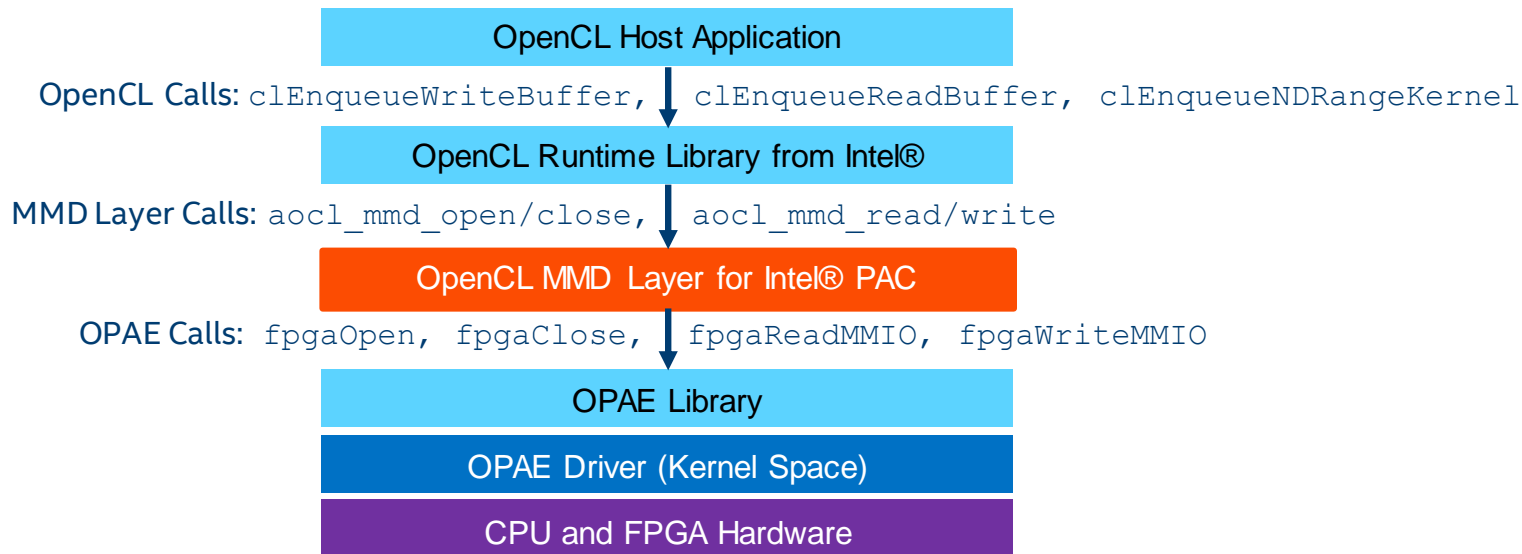 OpenCL Host Application
OpenCL Calls: clEnqueueWriteBuffer, clEnqueueReadBuffer, clEnqueueNDRangeKernel
OpenCL Runtime Library from Intel®
MMD Layer Calls: aocl_mmd_open/close, aocl_mmd_read/write
OpenCL MMD Layer for Intel® PAC
OPAE Calls: fpgaOpen, fpgaClose, fpgaReadMMIO, fpgaWriteMMIO
OPAE Library
OPAE Driver (Kernel Space)
CPU and FPGA Hardware